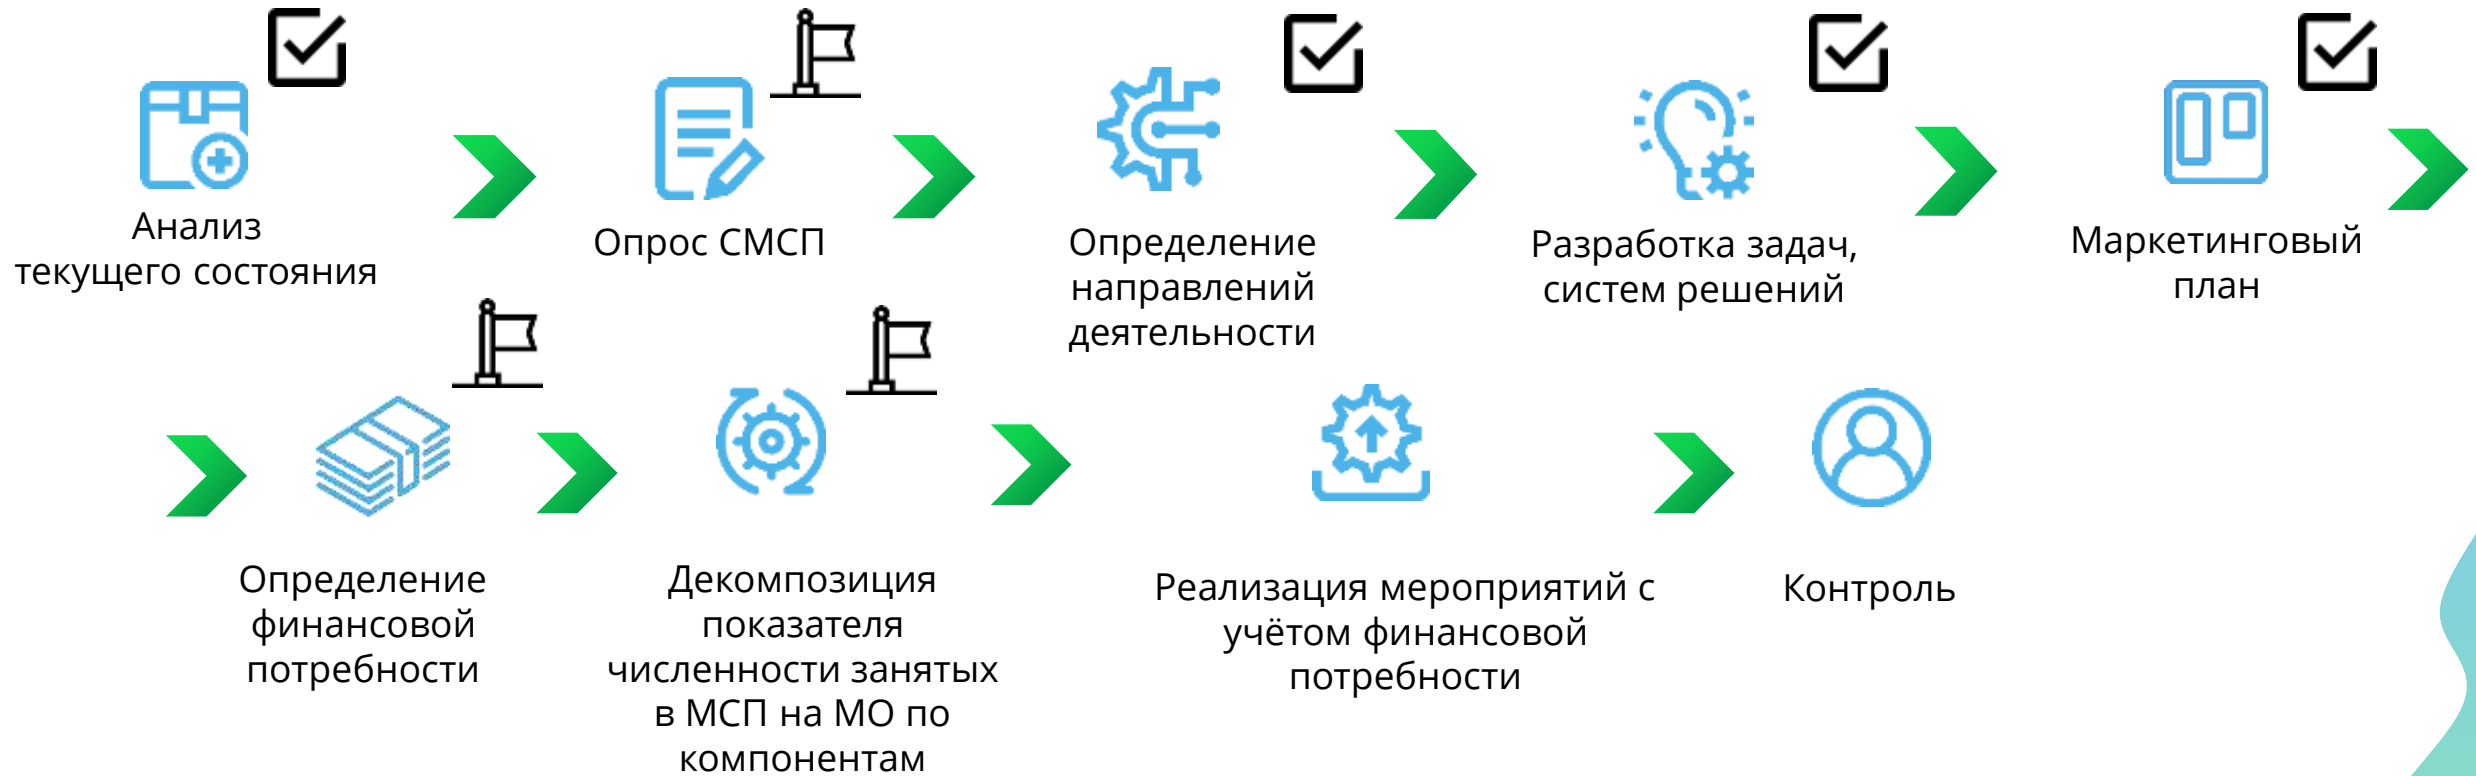 Анализ
текущего состояния
Опрос СМСП
Определение
направлений
деятельности
Разработка задач,
систем решений
Маркетинговый
план
Определение
финансовой
потребности
Декомпозиция
показателя
численности занятых
в МСП на МО по
компонентам
Реализация мероприятий с
учётом финансовой
потребности
Контроль